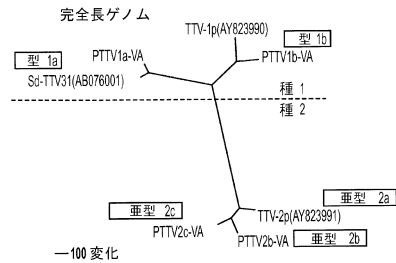 完全長ゲノム
TTV-1p(AY823990)
型 1b
PTTV1a-VA
PTTV1b-VA
型 1a
Sd-TTV31(AB076001)
種 1
種 2
亜型 2a
亜型 2c
TTV-2p(AY823991)
PTTV2c-VA
PTTV2b-VA
亜型 2b
100 変化